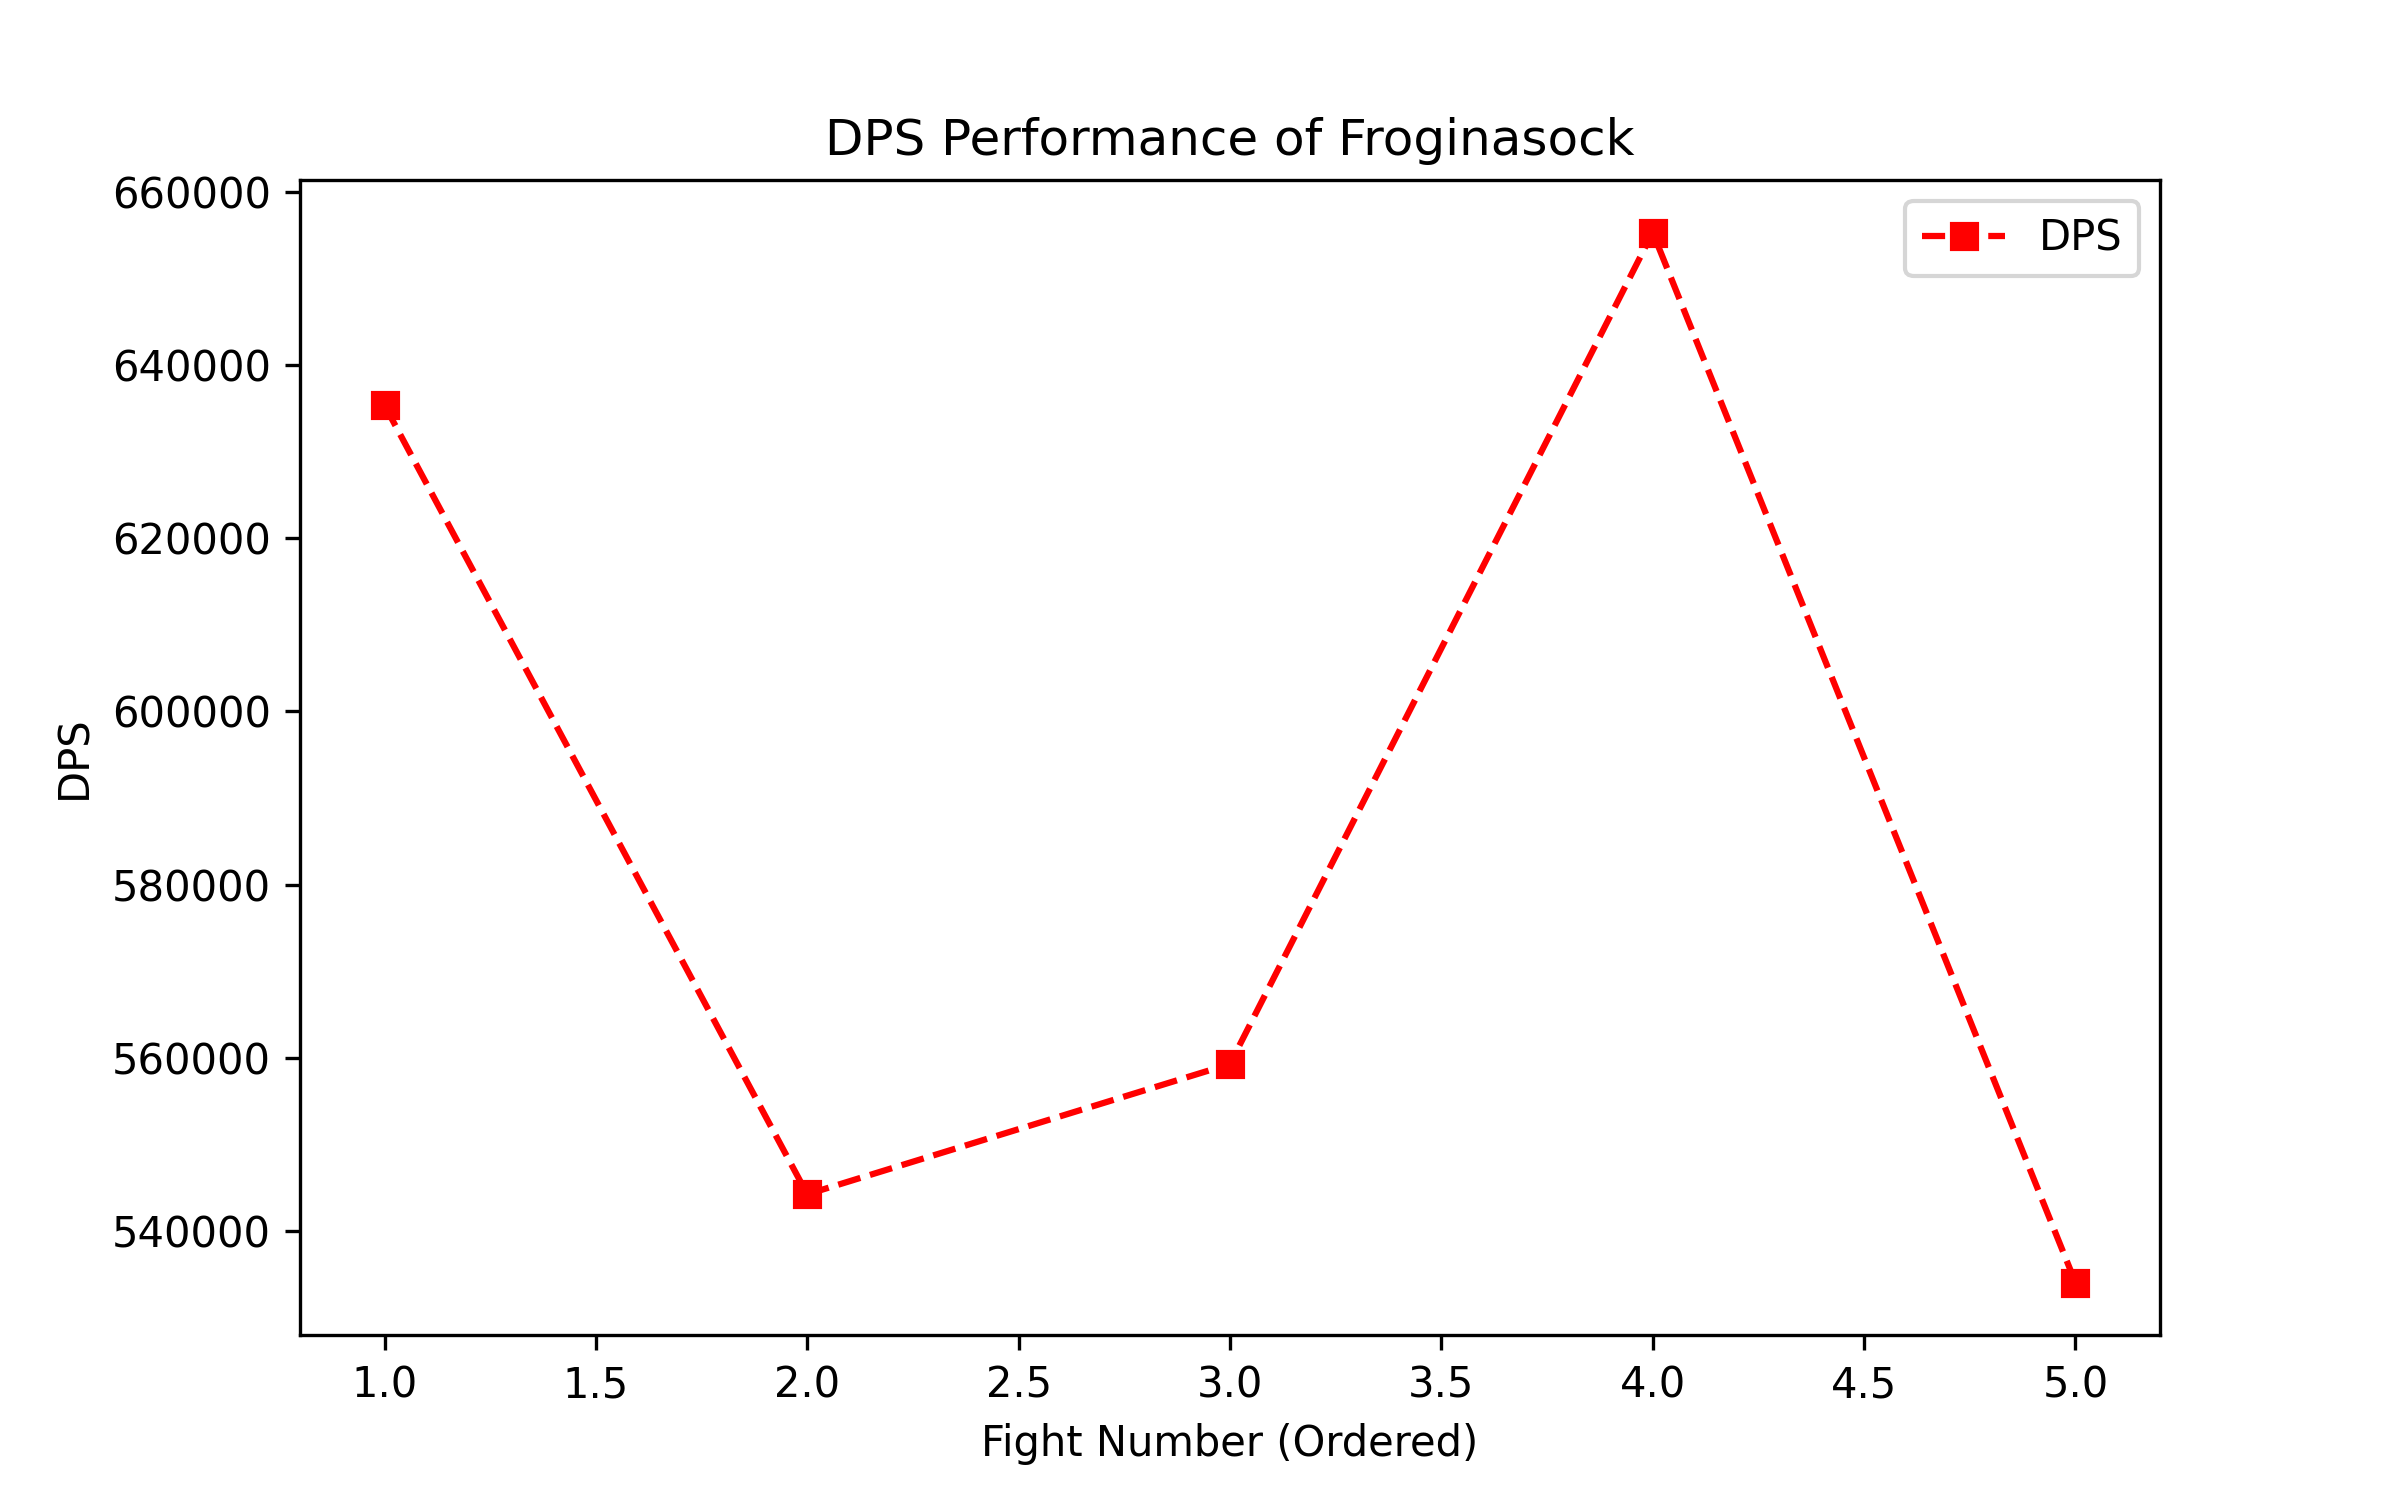 DPS Performance of Froginasock
DPS
660000
640000
620000
600000
580000
560000
540000
DPS
1.0 1.5 2.0 2.5 3.0 3.5 4.0 4.5 5.0
Fight Number (Ordered)